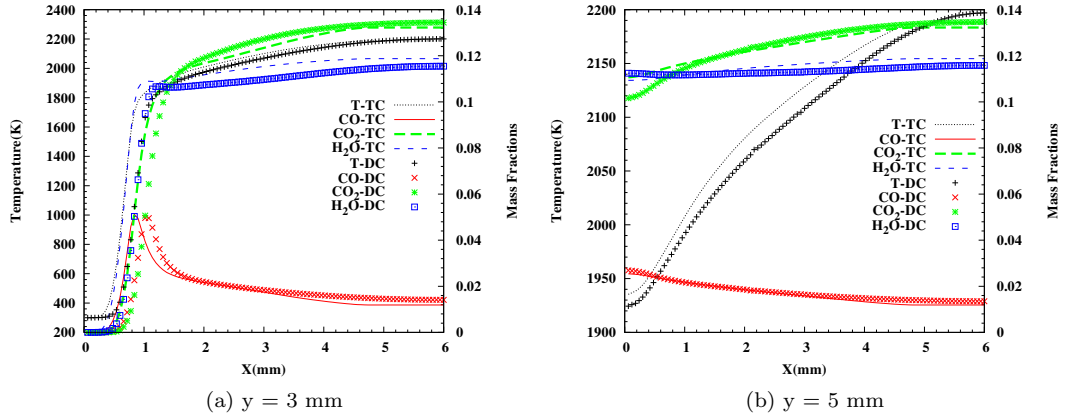 2400
2200
2000
1800
1600
1400
1200
1000
800
600
400
200
Temperature(K)
0.14
0.12
0.1
0.08
0.06
0.04
0.02
0
Mass Fractions
T-TC
CO-TC
CO₂-TC
H₂O-TC
T-DC
CO-DC
CO₂-DC
H₂O-DC
0 1 2 3 4 5 6
X(mm)
(a) y = 3 mm
2200
2150
2100
2050
2000
1950
1900
Temperature(K)
0.14
0.12
0.1
0.08
0.06
0.04
0.02
0
Mass Fractions
T-TC
CO-TC
CO₂-TC
H₂O-TC
T-DC
CO-DC
CO₂-DC
H₂O-DC
0 1 2 3 4 5 6
X(mm)
(b) y = 5 mm